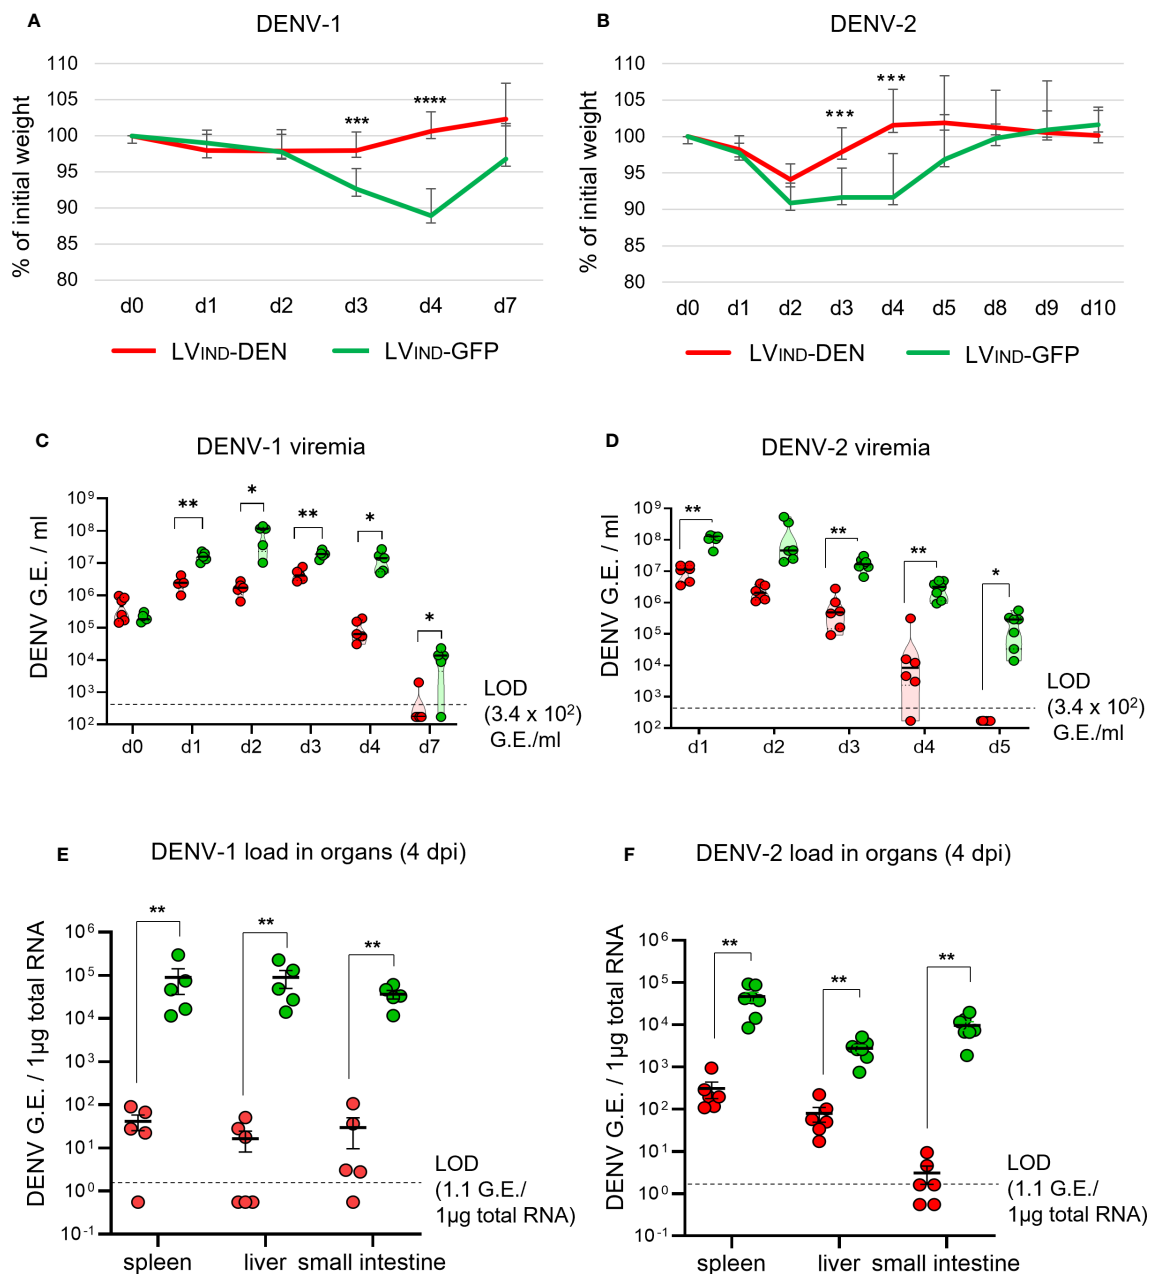 A
DENV-1
% of initial weight
110
105
100
95
90
85
80
***
****
d0 d1 d2 d3 d4 d7
LVIND-DEN LVIND-GFP
B
DENV-2
% of initial weight
110
105
100
95
90
85
80
***
***
d0 d1 d2 d3 d4 d5 d8 d9 d10
LVIND-DEN LVIND-GFP
C
DENV-1 viremia
DENV G.E. / ml
10⁹
10⁸
10⁷
10⁶
10⁵
10⁴
10³
10²
** * ** * *
d0 d1 d2 d3 d4 d7
LOD
(3.4 x 10²)
G.E./ml
D
DENV-2 viremia
DENV G.E. / ml
10⁹
10⁸
10⁷
10⁶
10⁵
10⁴
10³
10²
** ** ** *
d1 d2 d3 d4 d5
LOD
(3.4 x 10²)
G.E./ml
E
DENV-1 load in organs (4 dpi)
DENV G.E. / 1µg total RNA
10⁶
10⁵
10⁴
10³
10²
10¹
10⁰
10⁻¹
** ** **
spleen liver small intestine
LOD
(1.1 G.E./
1µg total RNA)
F
DENV-2 load in organs (4 dpi)
DENV G.E. / 1µg total RNA
10⁶
10⁵
10⁴
10³
10²
10¹
10⁰
10⁻¹
** ** **
spleen liver small intestine
LOD
(1.1 G.E./
1µg total RNA)